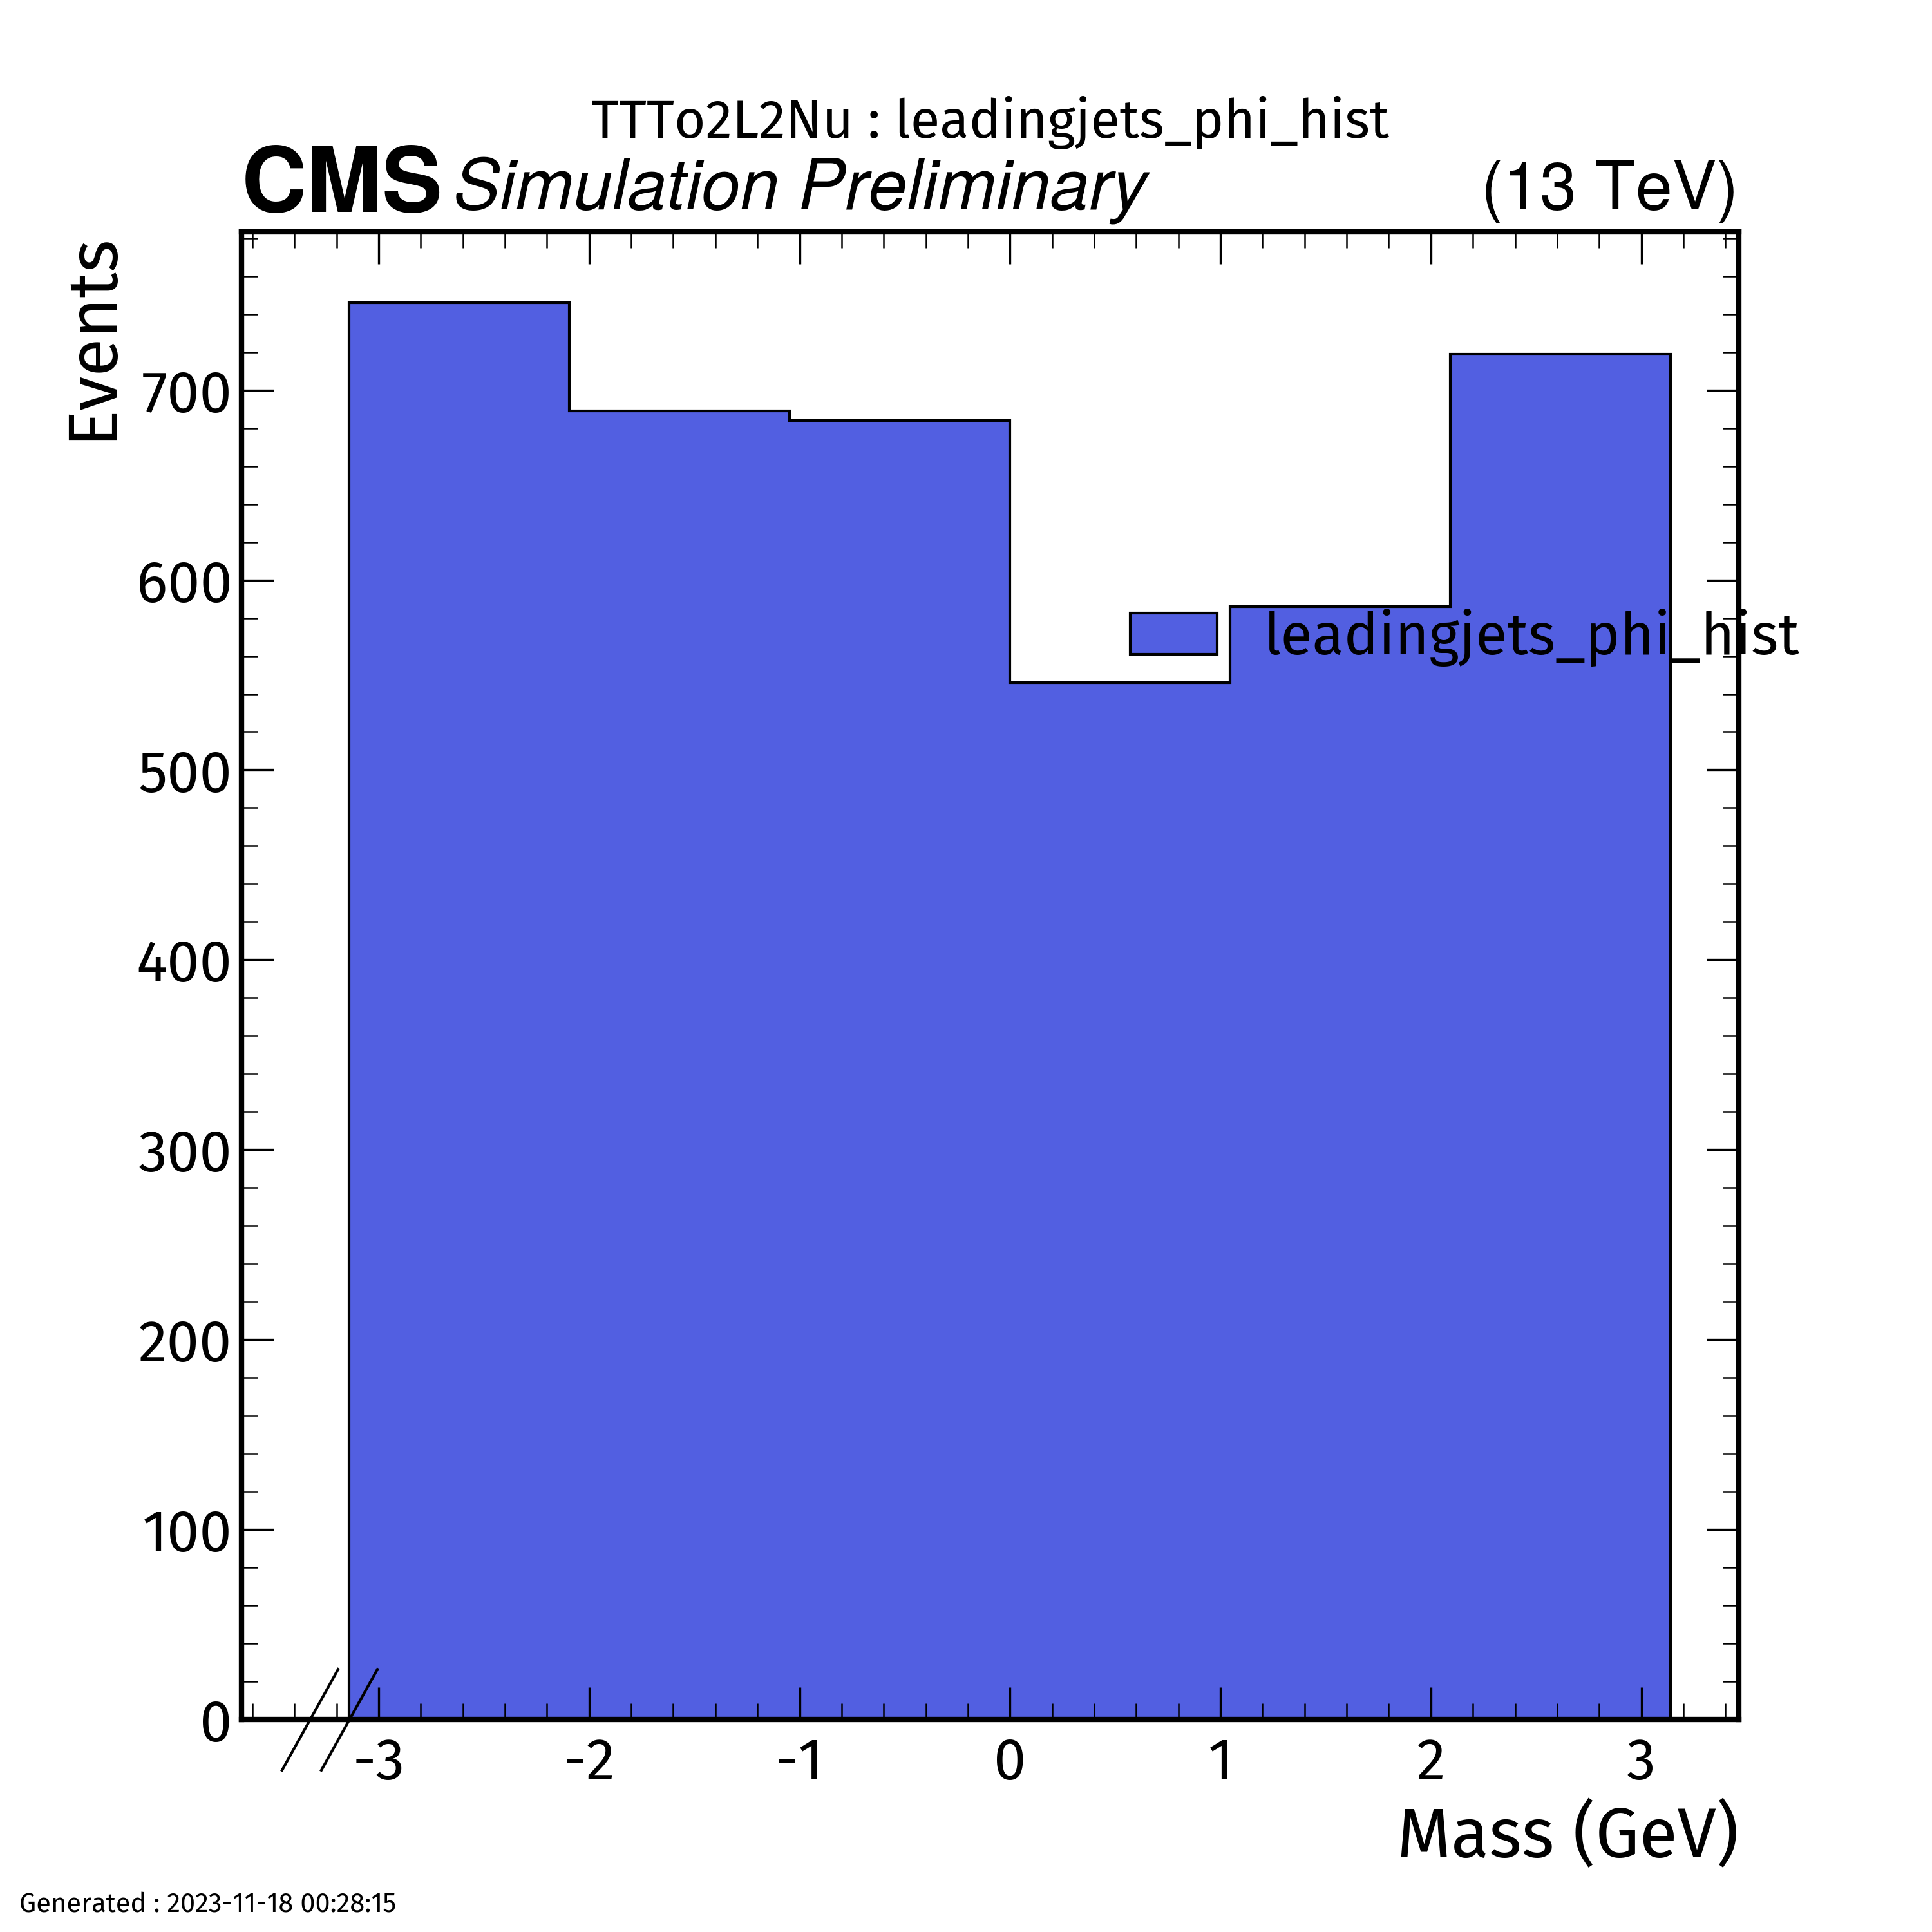 TTTo2L2Nu : leadingjets_phi_hist
CMS Simulation Preliminary (13 TeV)
Events
700
600
leadingjets_phi_hist
500
400
300
200
100
0
-3 -2 -1 0 1 2 3
Mass (GeV)
Generated : 2023-11-18 00:28:15